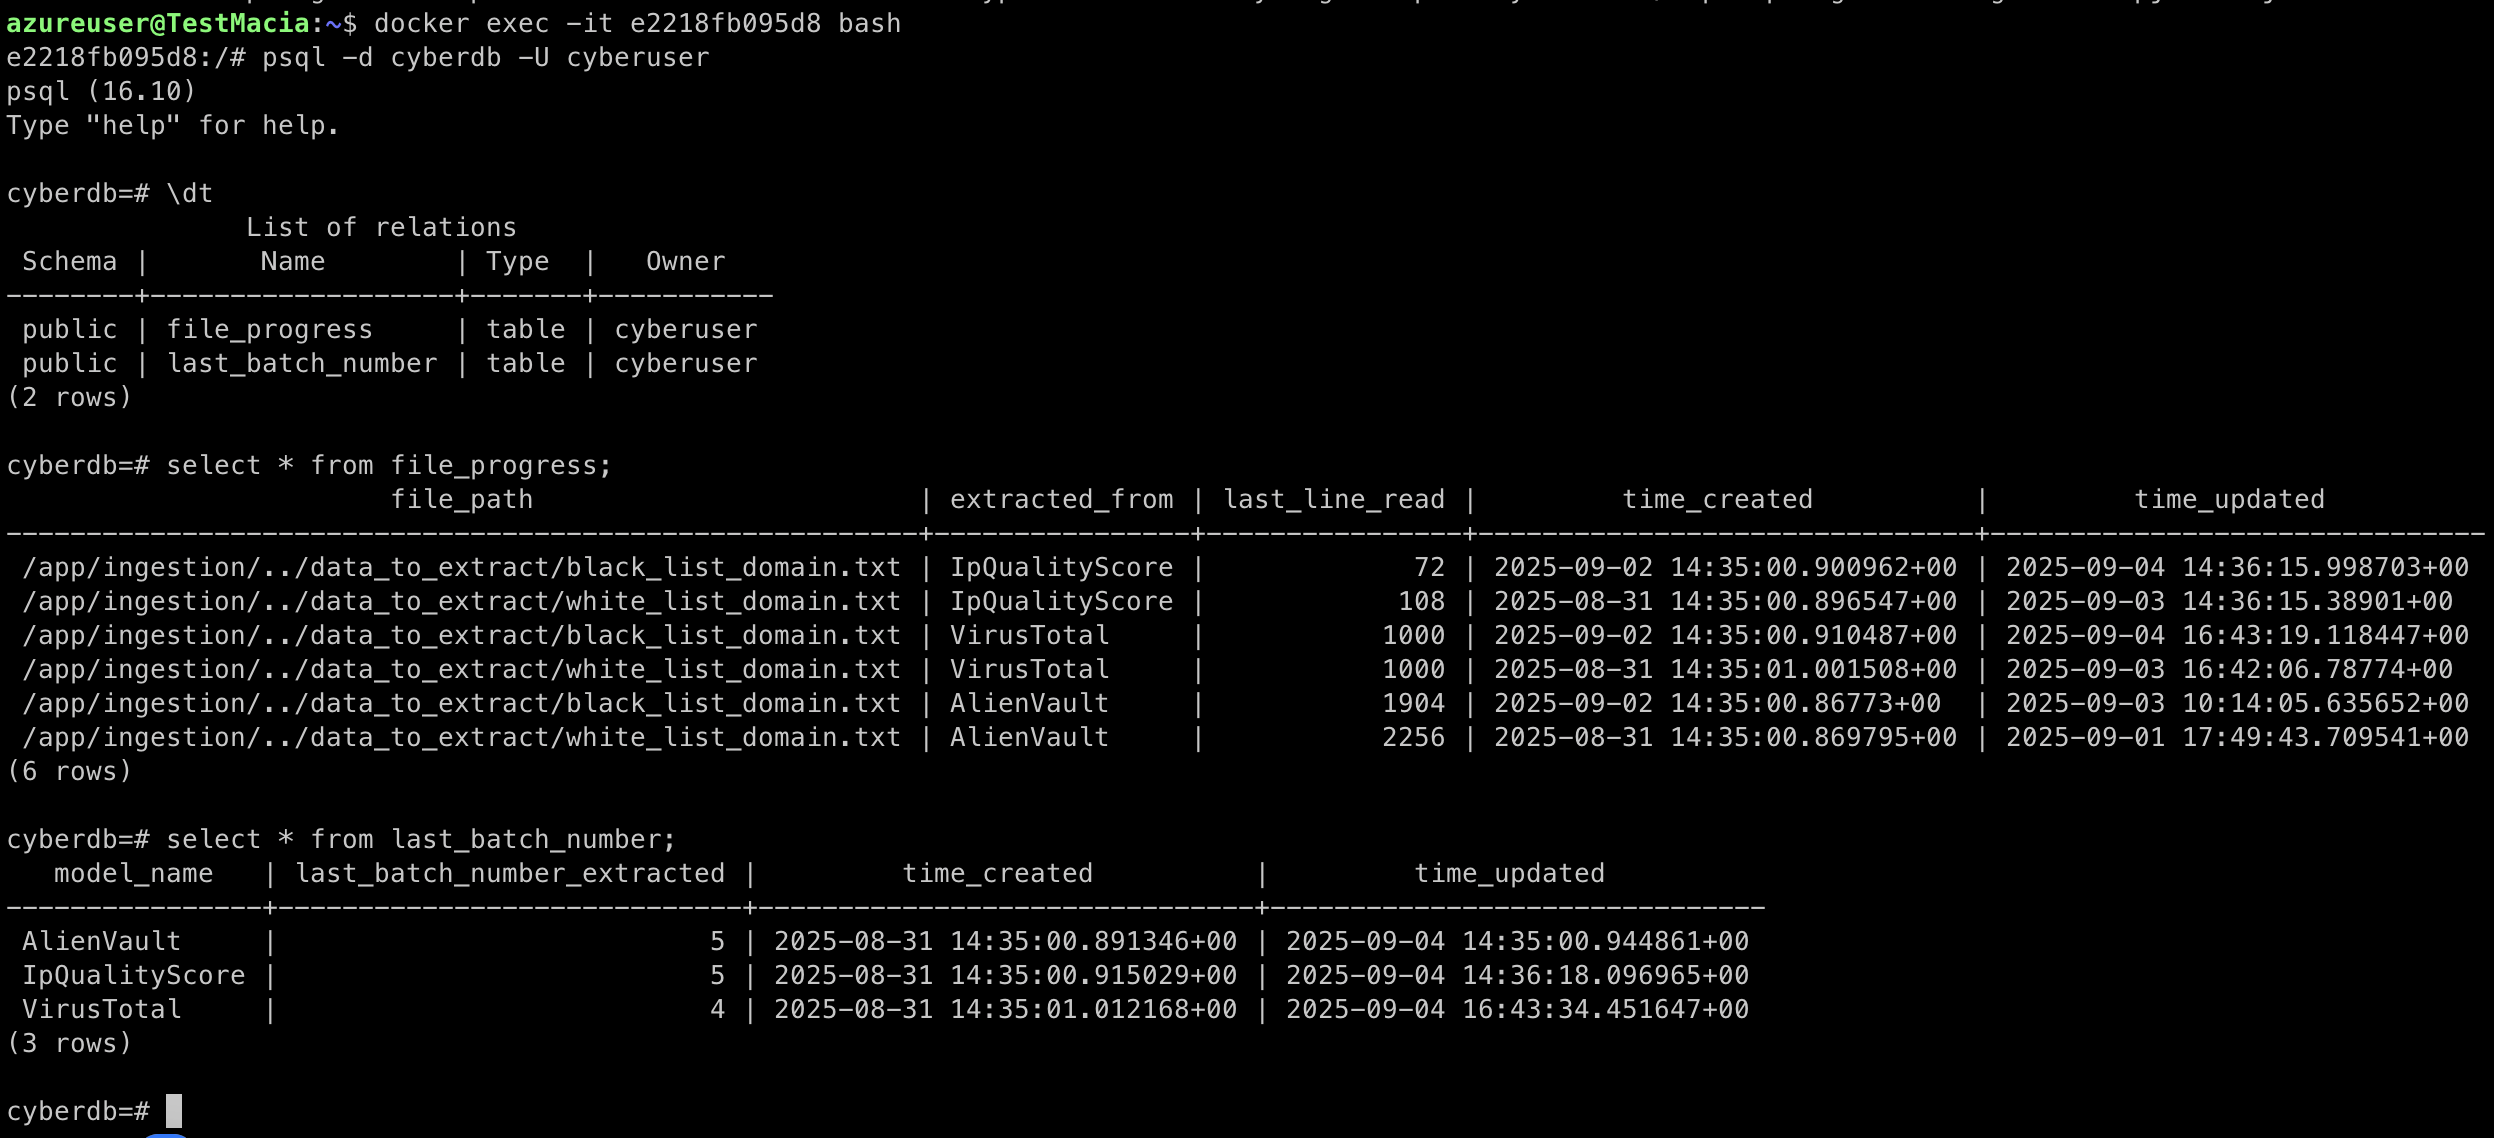 azureuser@TestMacia:~$ docker exec -it e2218fb095d8 bash
e2218fb095d8:/# psql -d cyberdb -U cyberuser
psql (16.10)
Type "help" for help.

cyberdb=# \dt
               List of relations
 Schema |       Name        | Type  |   Owner
--------+-------------------+-------+-----------
 public | file_progress     | table | cyberuser
 public | last_batch_number | table | cyberuser
(2 rows)

cyberdb=# select * from file_progress;
                        file_path                        | extracted_from | last_line_read |         time_created          |         time_updated
---------------------------------------------------------+----------------+----------------+-------------------------------+-------------------------------
 /app/ingestion/../data_to_extract/black_list_domain.txt | IpQualityScore |             72 | 2025-09-02 14:35:00.900962+00 | 2025-09-04 14:36:15.998703+00
 /app/ingestion/../data_to_extract/white_list_domain.txt | IpQualityScore |            108 | 2025-08-31 14:35:00.896547+00 | 2025-09-03 14:36:15.38901+00
 /app/ingestion/../data_to_extract/black_list_domain.txt | VirusTotal     |           1000 | 2025-09-02 14:35:00.910487+00 | 2025-09-04 16:43:19.118447+00
 /app/ingestion/../data_to_extract/white_list_domain.txt | VirusTotal     |           1000 | 2025-08-31 14:35:01.001508+00 | 2025-09-03 16:42:06.78774+00
 /app/ingestion/../data_to_extract/black_list_domain.txt | AlienVault     |           1904 | 2025-09-02 14:35:00.86773+00  | 2025-09-03 10:14:05.635652+00
 /app/ingestion/../data_to_extract/white_list_domain.txt | AlienVault     |           2256 | 2025-08-31 14:35:00.869795+00 | 2025-09-01 17:49:43.709541+00
(6 rows)

cyberdb=# select * from last_batch_number;
   model_name   | last_batch_number_extracted |         time_created          |         time_updated
----------------+-----------------------------+-------------------------------+-------------------------------
 AlienVault     |                           5 | 2025-08-31 14:35:00.891346+00 | 2025-09-04 14:35:00.944861+00
 IpQualityScore |                           5 | 2025-08-31 14:35:00.915029+00 | 2025-09-04 14:36:18.096965+00
 VirusTotal     |                           4 | 2025-08-31 14:35:01.012168+00 | 2025-09-04 16:43:34.451647+00
(3 rows)

cyberdb=#